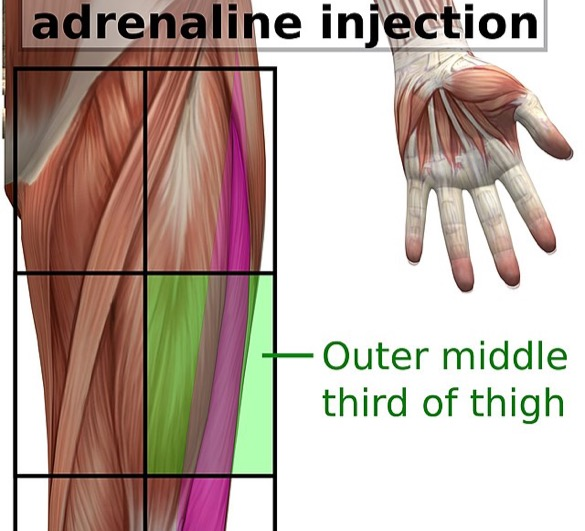 adrenaline injection
Outer middle
third of thigh